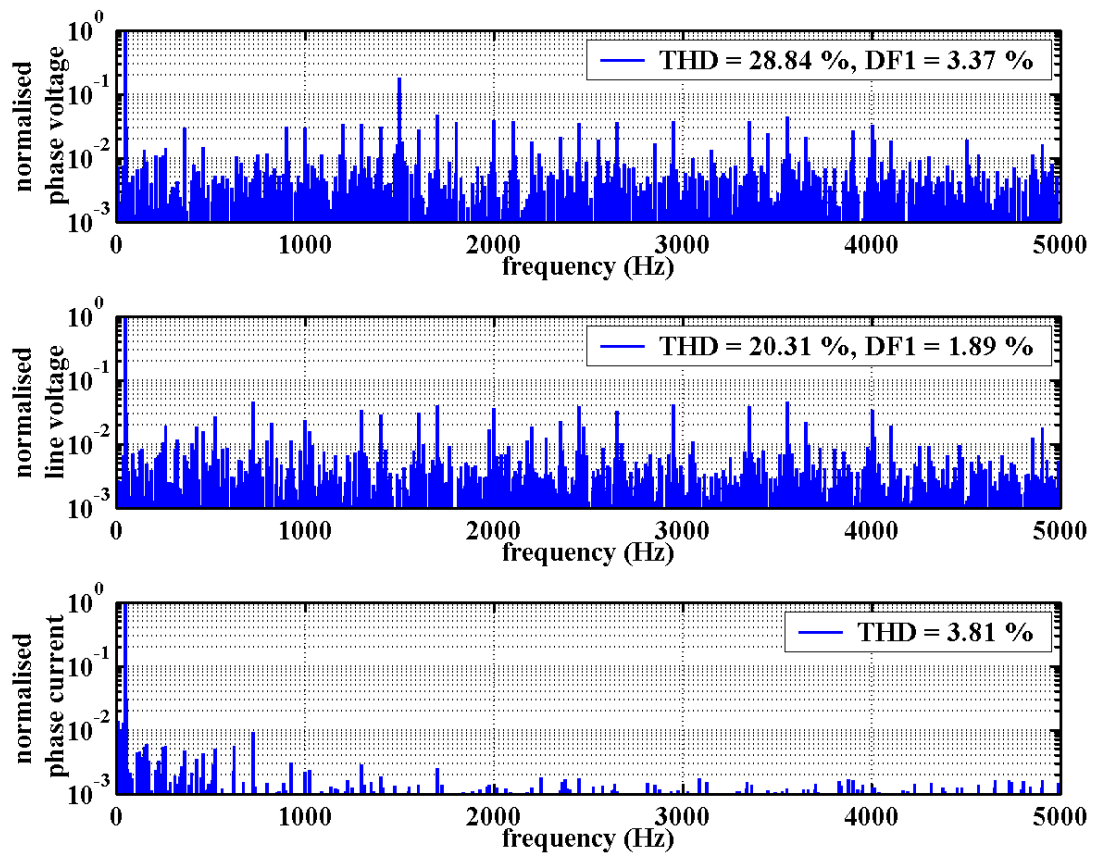 normalised
phase voltage
10^0
10^-1
10^-2
10^-3
THD = 28.84 %, DF1 = 3.37 %
0 1000 2000 3000 4000 5000
frequency (Hz)
normalised
line voltage
10^0
10^-1
10^-2
10^-3
THD = 20.31 %, DF1 = 1.89 %
0 1000 2000 3000 4000 5000
frequency (Hz)
normalised
phase current
10^0
10^-1
10^-2
10^-3
THD = 3.81 %
0 1000 2000 3000 4000 5000
frequency (Hz)